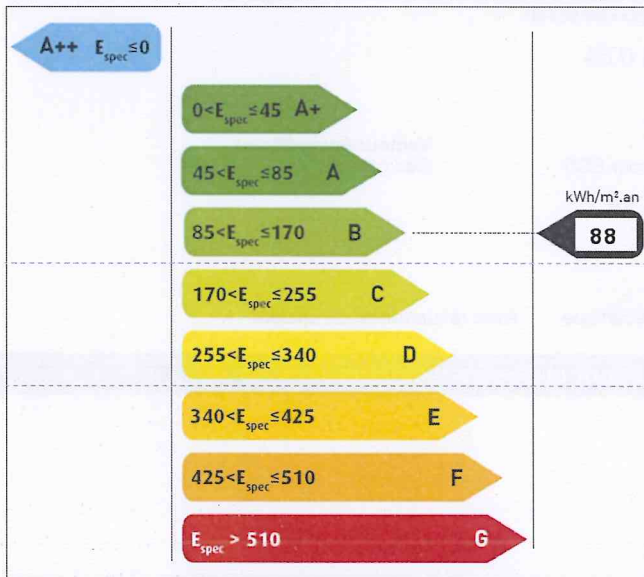 A++ Espec≤0
0<Espec≤45 A+
45<Espec≤85 A
kWh/m².an
85<Espec≤170 B
88
170<Espec≤255 C
255<Espec≤340 D
340<Espec≤425 E
425<Espec≤510 F
Espec > 510 G